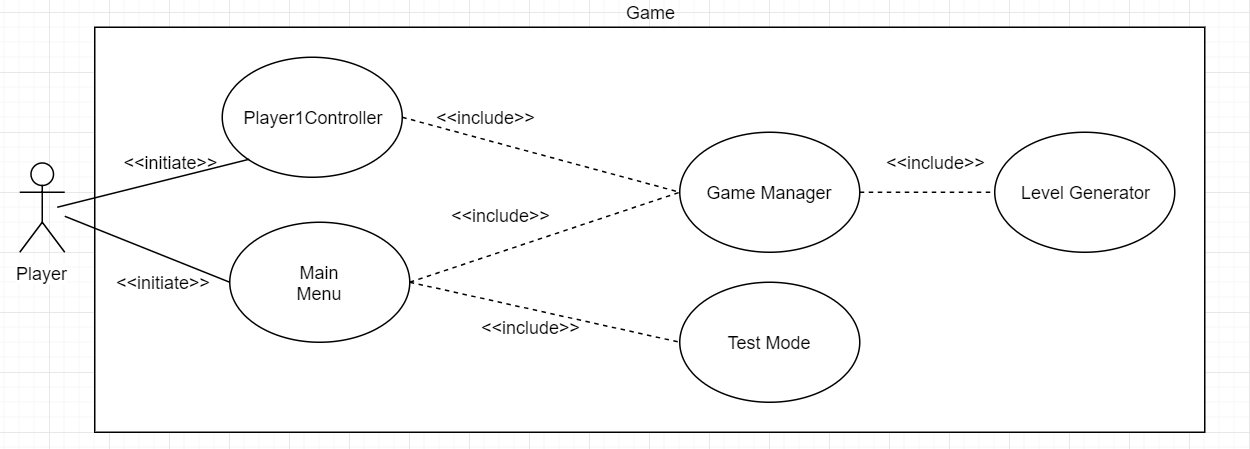 Game
Player1Controller
<<include>>
<<initiate>>
Game Manager
<<include>>
Level Generator
<<include>>
Player
<<initiate>>
Main
Menu
<<include>>
Test Mode